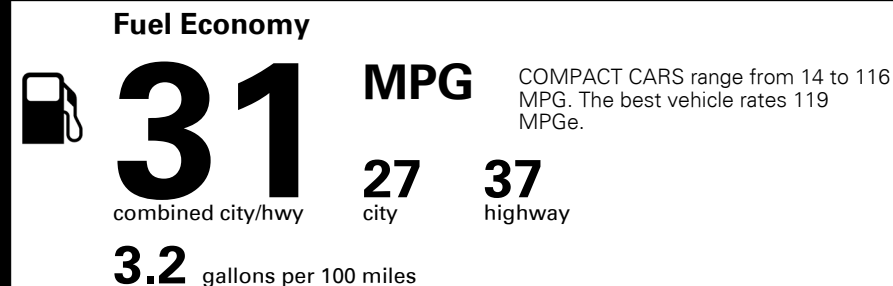 Fuel Economy
31 MPG
COMPACT CARS range from 14 to 116
MPG. The best vehicle rates 119
MPGe.
27 37
combined city/hwy city highway
3.2 gallons per 100 miles